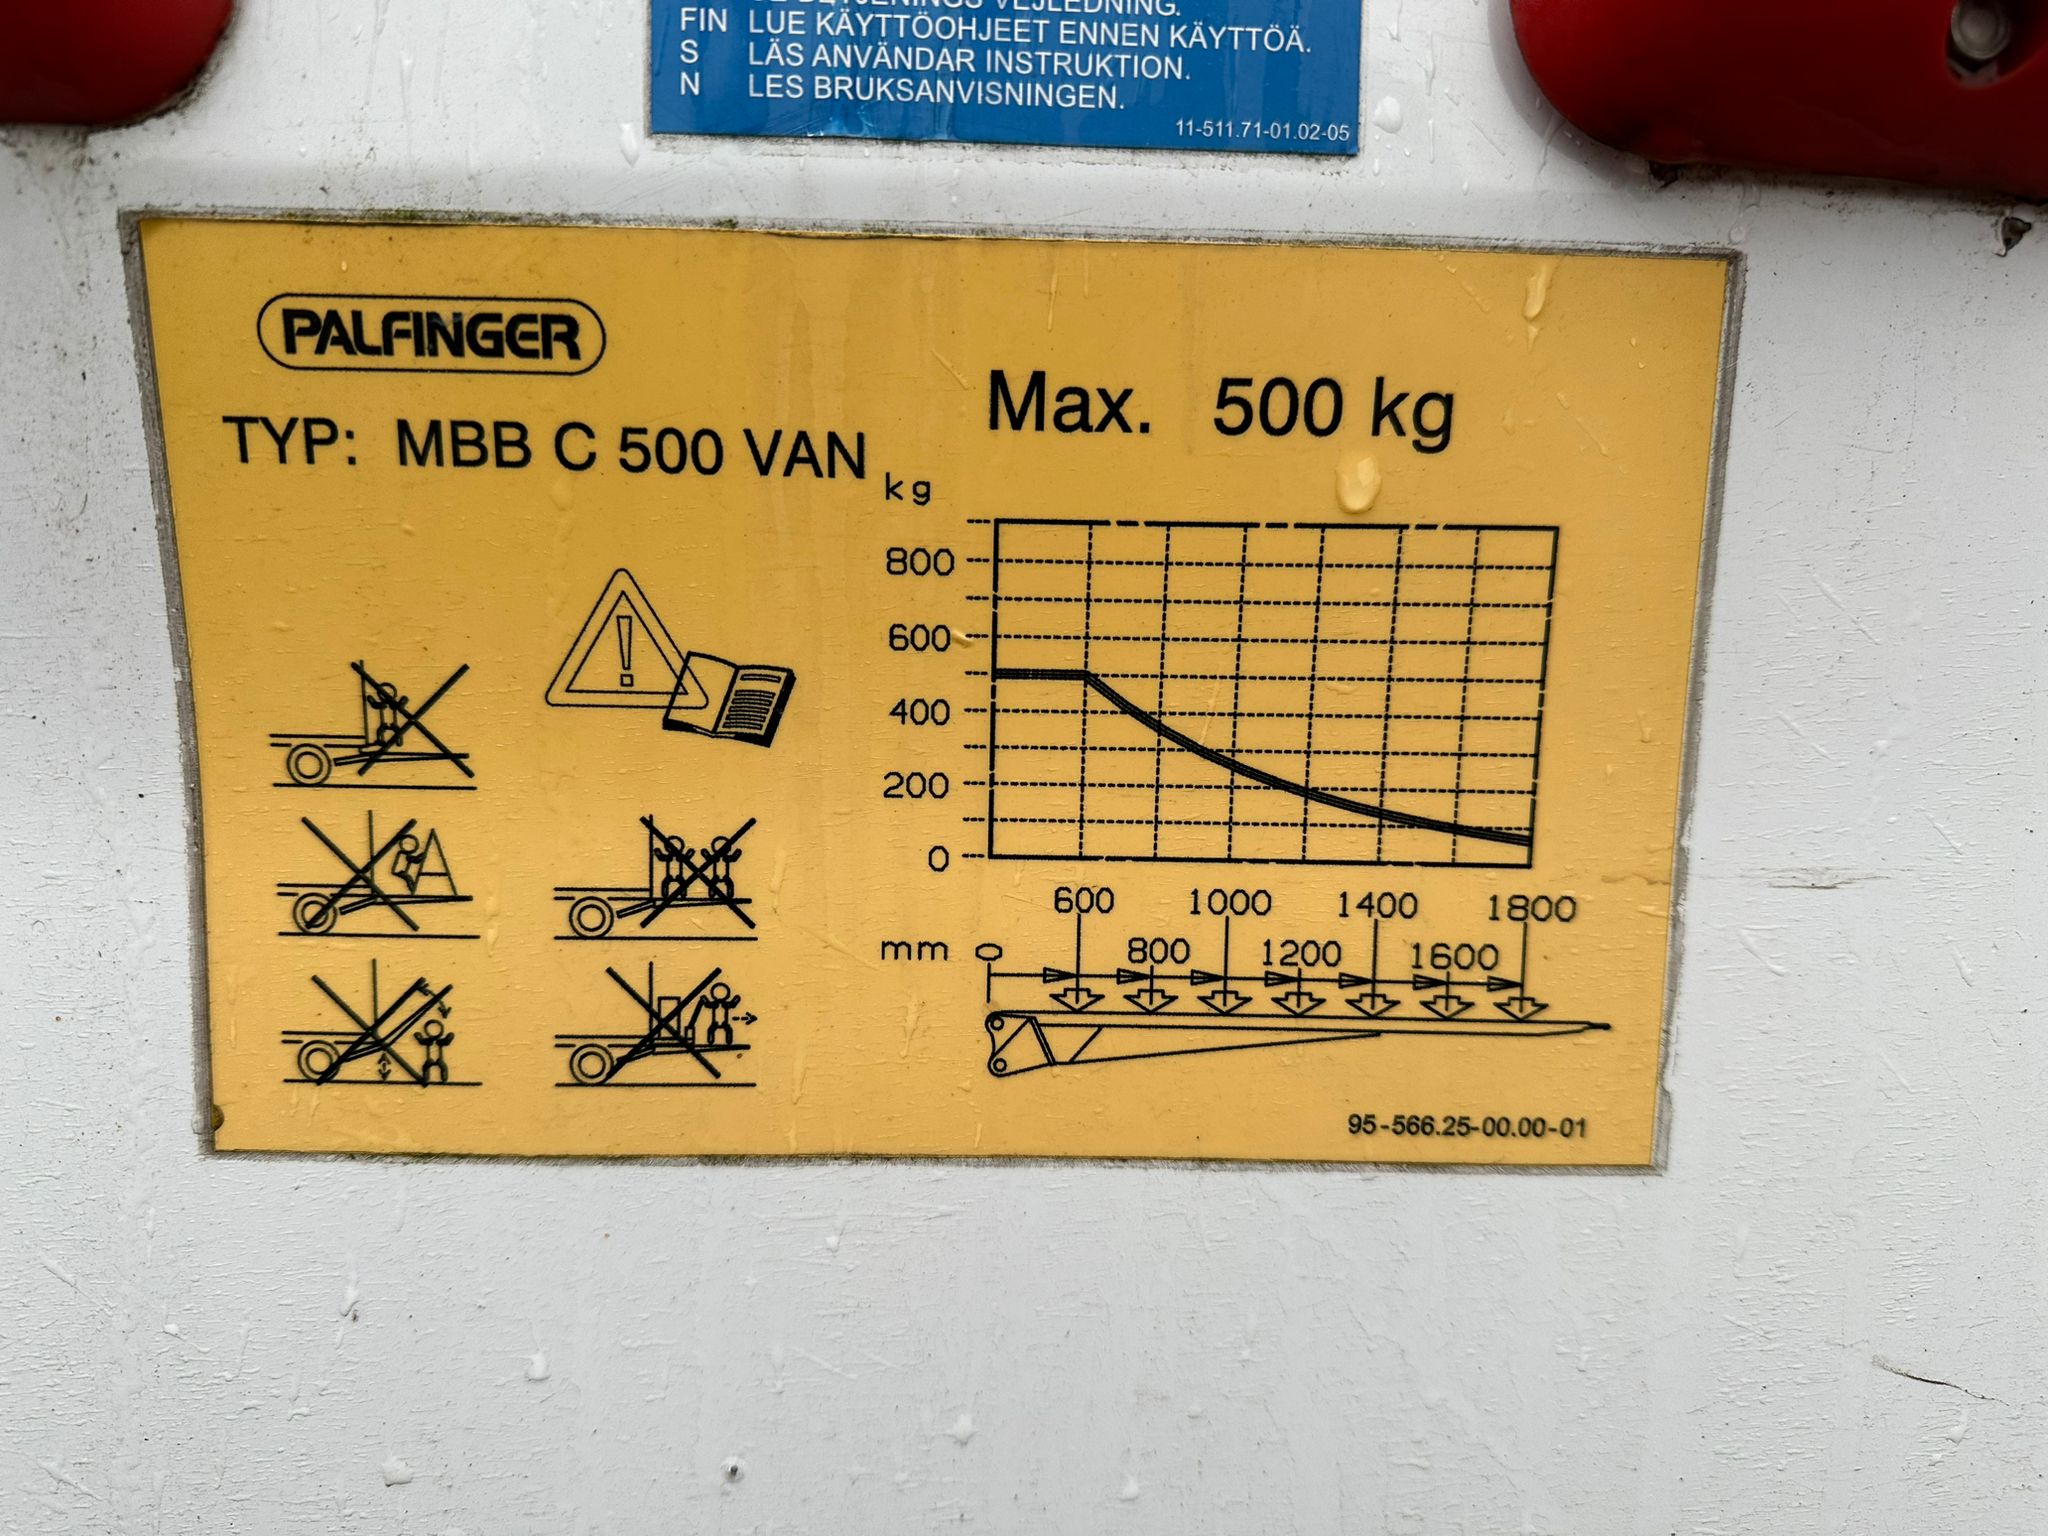 VEJLEDNING.
FIN LUE KÄYTTÖOHJEET ENNEN KÄYTTÖÄ.
S LÄS ANVÄNDAR INSTRUKTION.
N LES BRUKSANVISNINGEN.
11-511.71-01.02-05
PALFINGER
TYP: MBB C 500 VAN
Max. 500 kg
kg
800
600
400
200
0
600 1000 1400 1800
mm 0 800 1200 1600
95-566.25-00.00-01